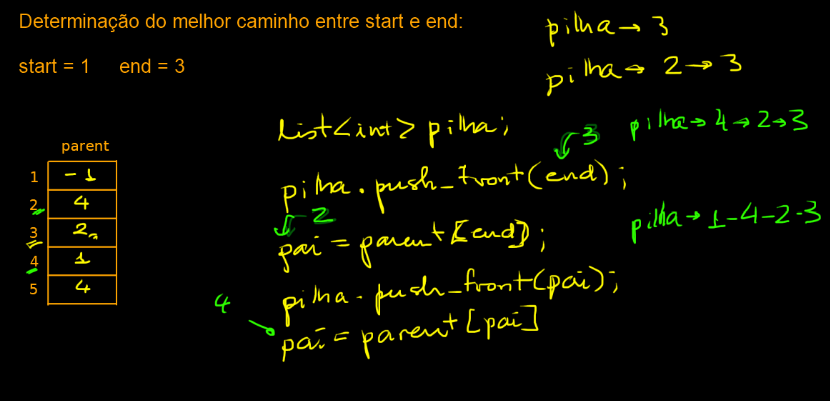 Determinação do melhor caminho entre start e end:
start = 1 end = 3
pilha → 3
pilha → 2 → 3
pilha → 4 → 2 → 3
pilha → 1-4-2-3
parent
1 -1
2 4
3 2
4 1
5 4
list<int> pilha;
3
pilha.push_front(end);
2
pai = parent[end];
pilha.push_front(pai);
4
pai = parent[pai]